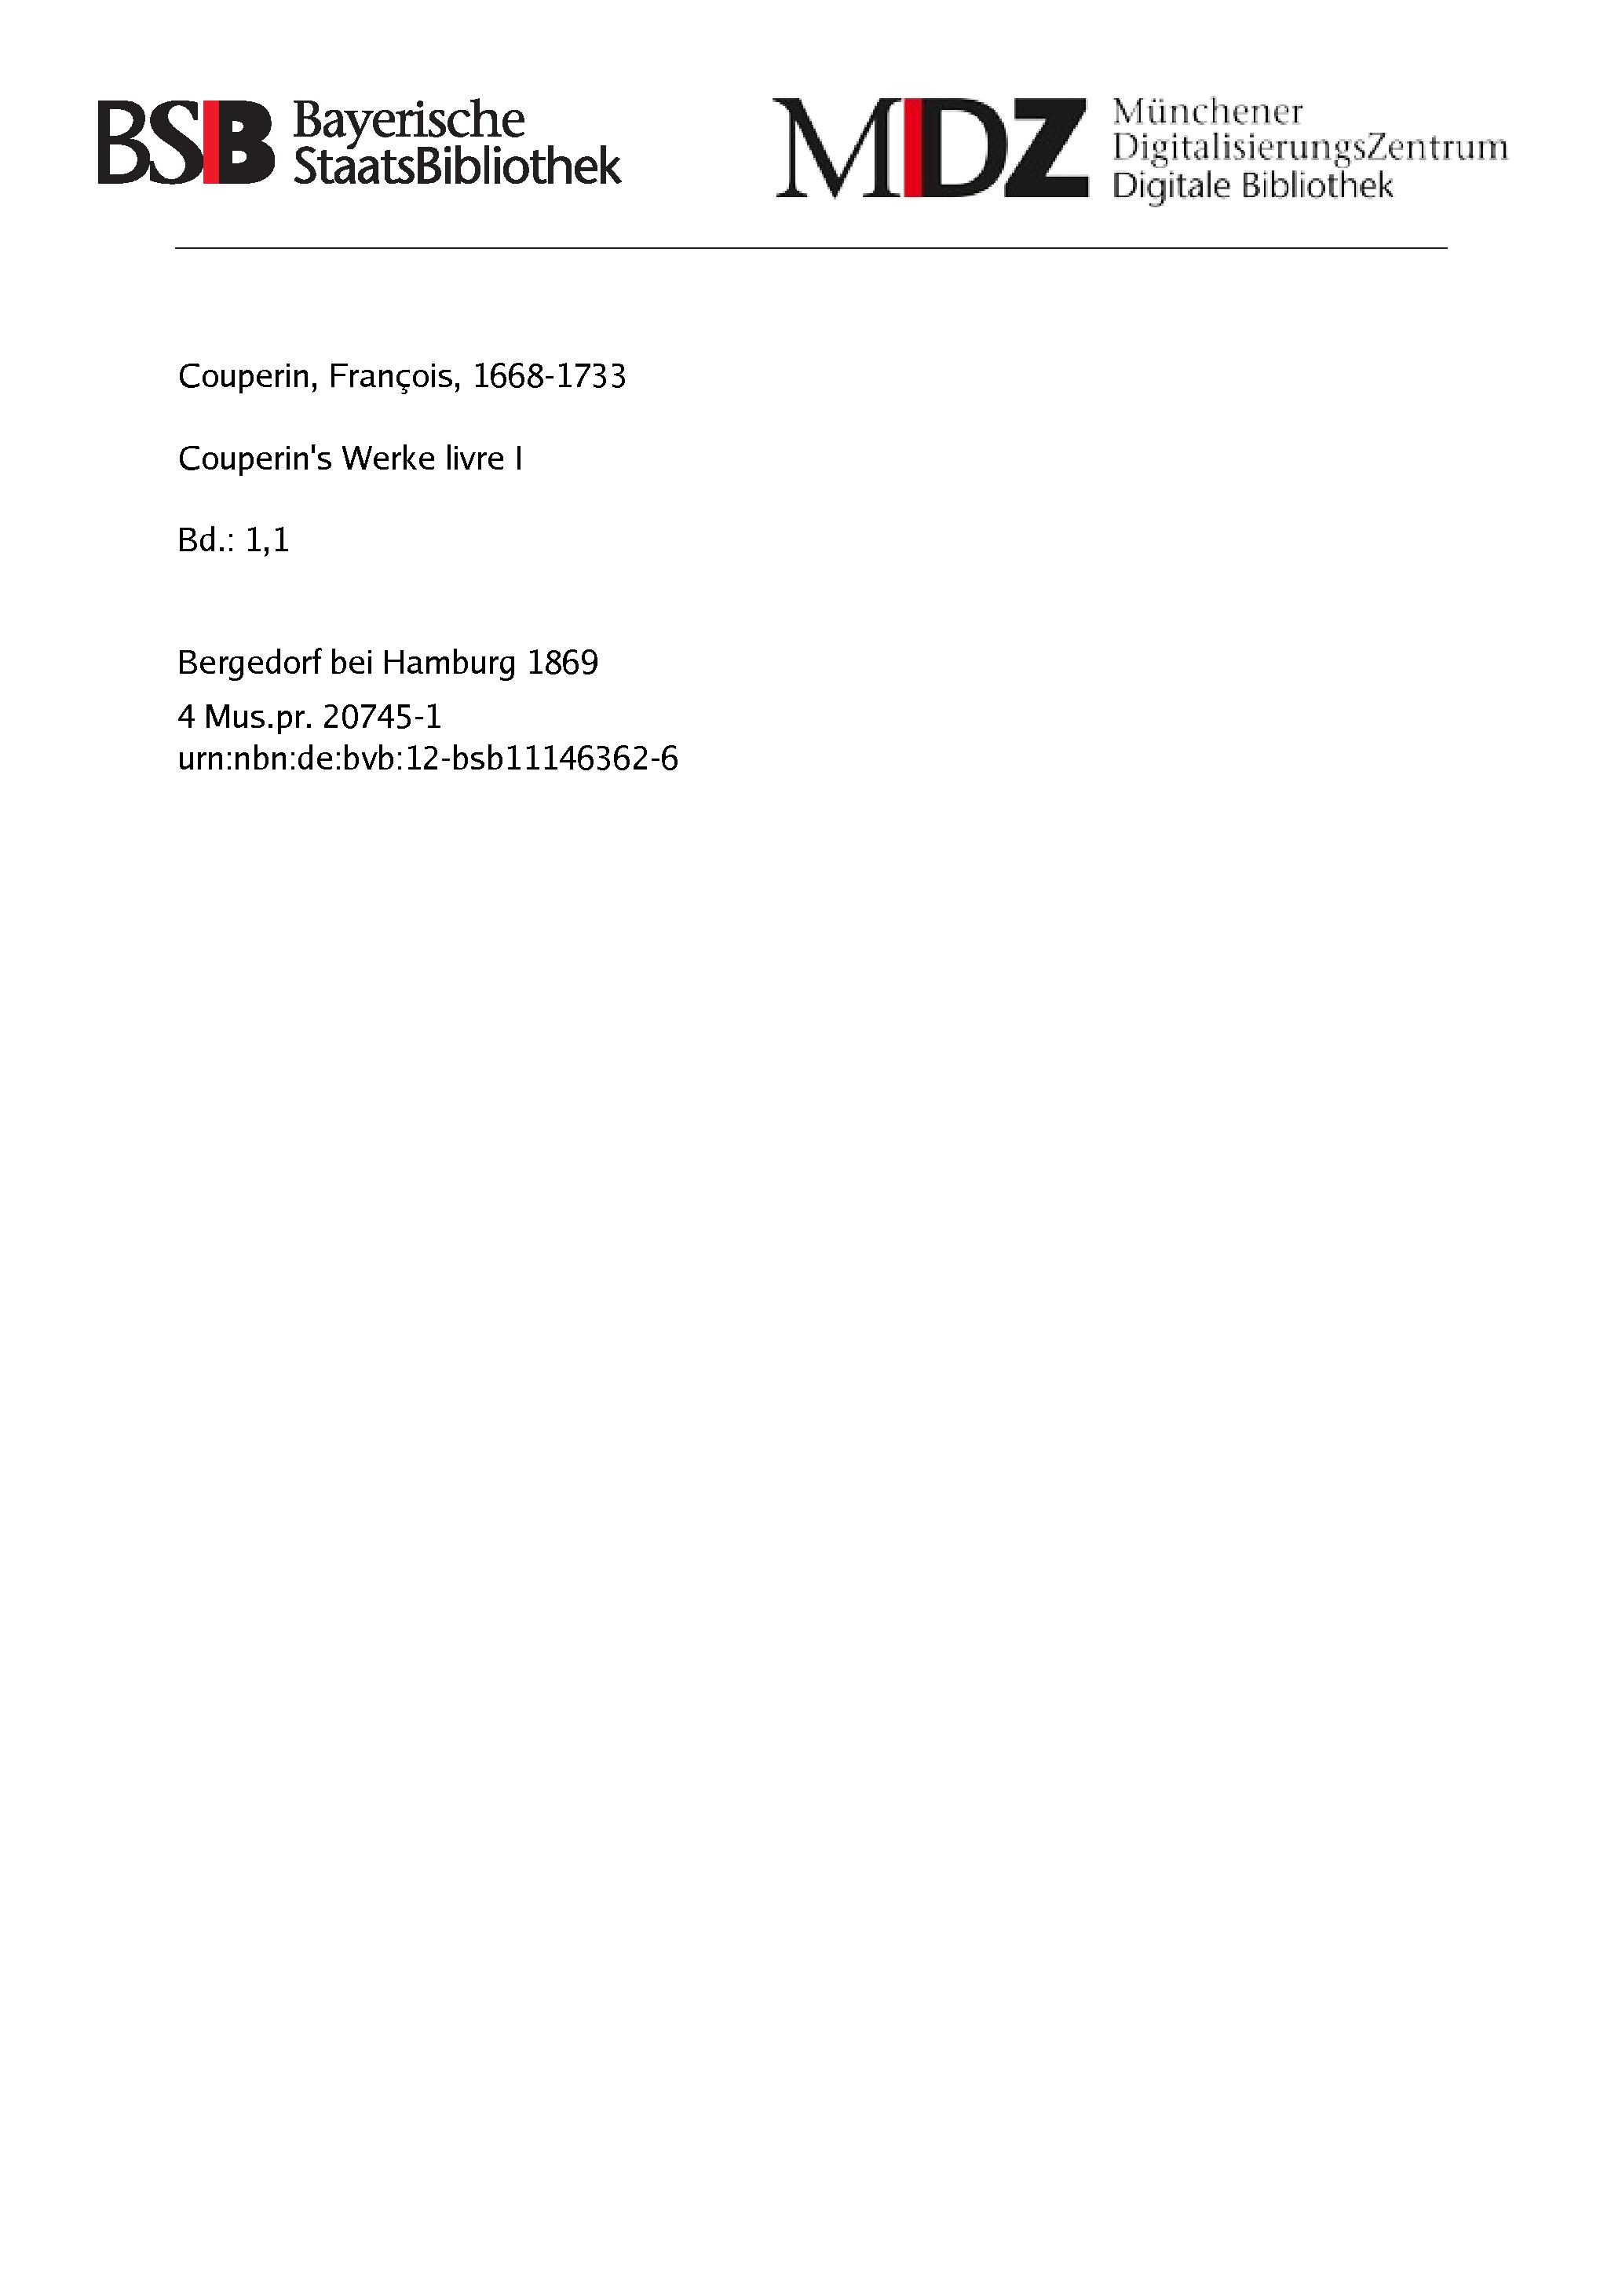 BSB Bayerische
StaatsBibliothek
MDZ Münchener
DigitalisierungsZentrum
Digitale Bibliothek
Couperin, François, 1668-1733
Couperin's Werke livre I
Bd.: 1,1
Bergedorf bei Hamburg 1869
4 Mus.pr. 20745-1
urn:nbn:de:bvb:12-bsb11146362-6